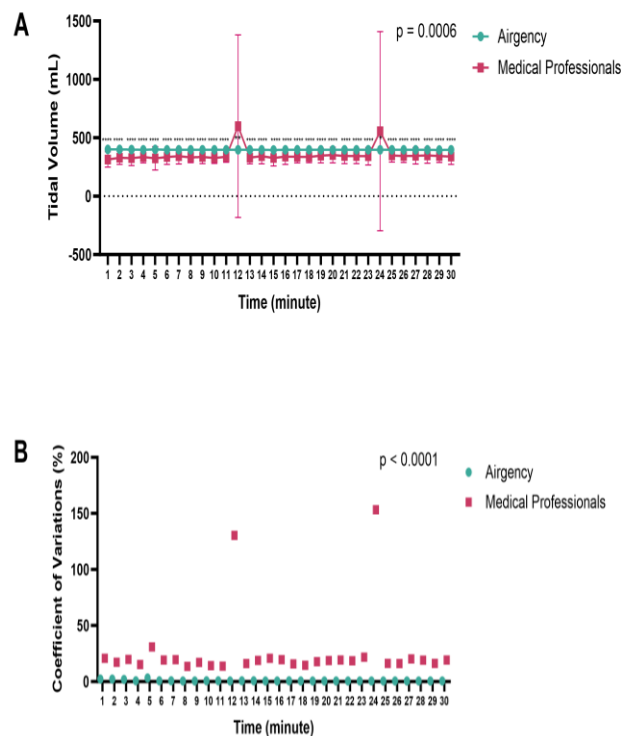 A
p = 0.0006
Airgency
Medical Professionals
Tidal Volume (mL)
1500
1000
500
0
-500
1 2 3 4 5 6 7 8 9 10 11 12 13 14 15 16 17 18 19 20 21 22 23 24 25 26 27 28 29 30
Time (minute)
B
p < 0.0001
Airgency
Medical Professionals
Coefficient of Variations (%)
200
150
100
50
0
1 2 3 4 5 6 7 8 9 10 11 12 13 14 15 16 17 18 19 20 21 22 23 24 25 26 27 28 29 30
Time (minute)